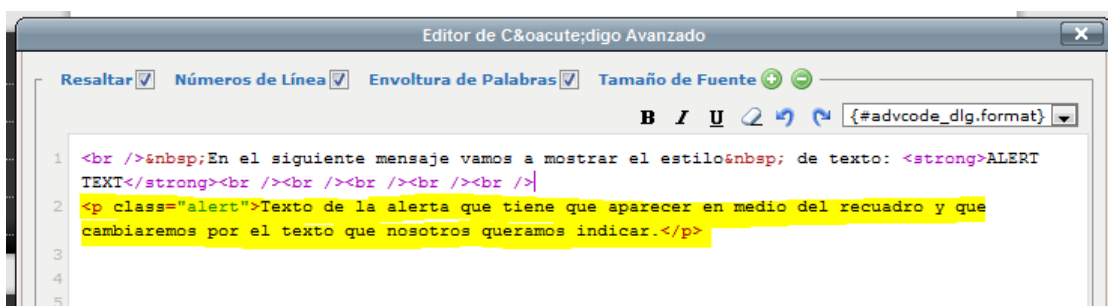 Editor de C&oacute;digo Avanzado
Resaltar Números de Línea Envoltura de Palabras Tamaño de Fuente
B I U {#advcode_dlg.format}
1 <br />&nbsp;En el siguiente mensaje vamos a mostrar el estilo&nbsp; de texto: <strong>ALERT
TEXT</strong><br /><br /><br /><br /><br />
2 <p class="alert">Texto de la alerta que tiene que aparecer en medio del recuadro y que
cambiaremos por el texto que nosotros queramos indicar.</p>
3
4
5